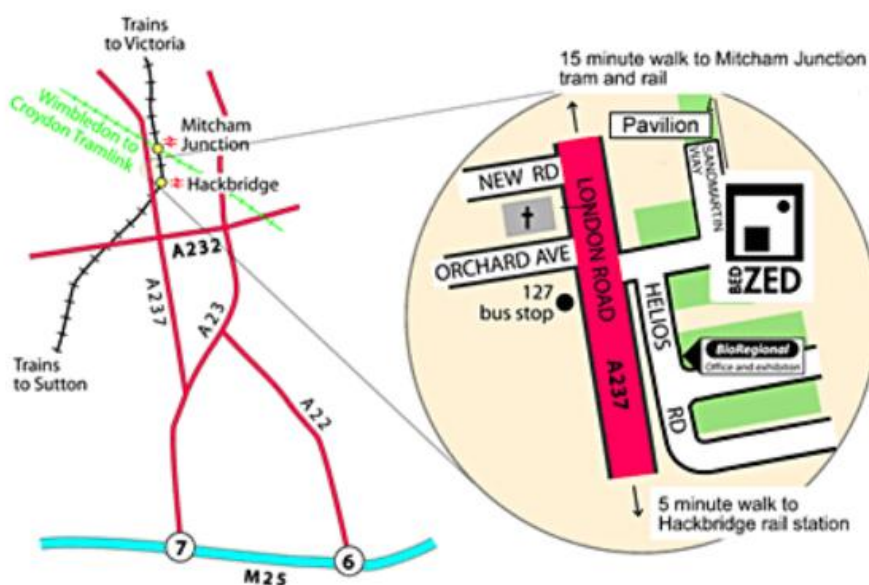 Trains
to Victoria
Wimbledon to
Croydon Tramlink
Mitcham
Junction
Hackbridge
A232
A237
A23
A22
Trains
to Sutton
7
6
M25
15 minute walk to Mitcham Junction
tram and rail
Pavilion
SANDMARTIN
WAY
NEW RD
LONDON ROAD
A237
ORCHARD AVE
127
bus stop
HELIOS
RD
BED
ZED
BioRegional
Office and exhibition
5 minute walk to
Hackbridge rail station